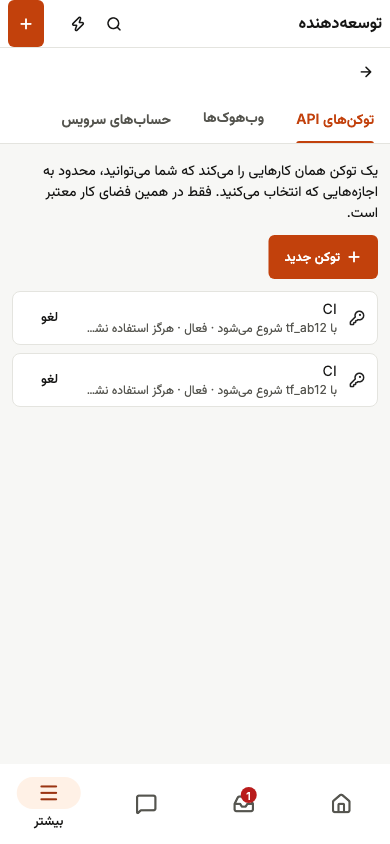 توسعه‌دهنده
توکن‌های API
وب‌هوک‌ها
حساب‌های سرویس
یک توکن همان کارهایی را می‌کند که شما می‌توانید، محدود به
اجازه‌هایی که انتخاب می‌کنید. فقط در همین فضای کار معتبر
است.
توکن جدید
CI
با tf_ab12 شروع می‌شود · فعال · هرگز استفاده نش…
لغو
CI
با tf_ab12 شروع می‌شود · فعال · هرگز استفاده نش…
لغو
1
بیشتر